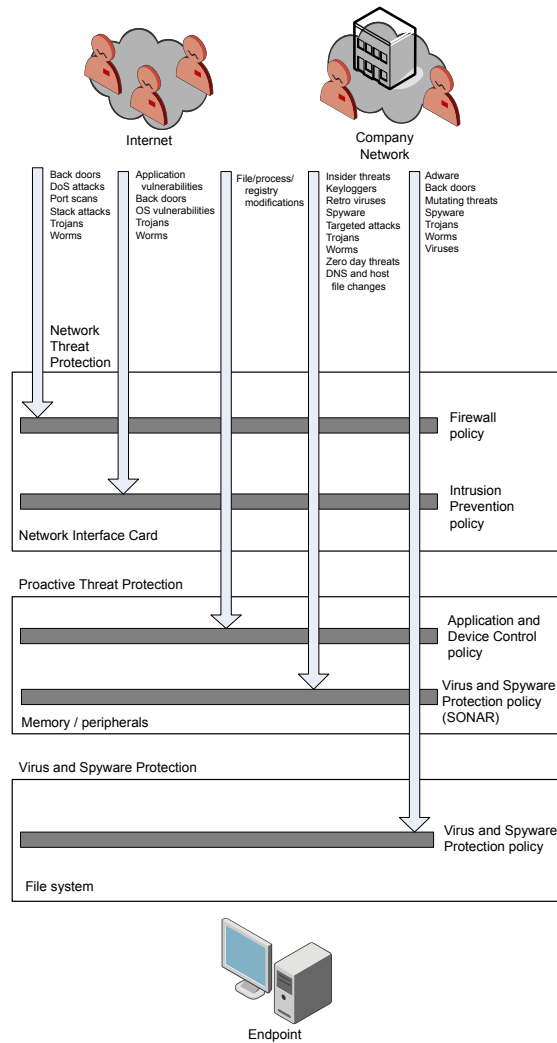 Internet
Company
Network
Back doors
DoS attacks
Port scans
Stack attacks
Trojans
Worms
Application
vulnerabilities
Back doors
OS vulnerabilities
Trojans
Worms
File/process/
registry
modifications
Insider threats
Keyloggers
Retro viruses
Spyware
Targeted attacks
Trojans
Worms
Zero day threats
DNS and host
file changes
Adware
Back doors
Mutating threats
Spyware
Trojans
Worms
Viruses
Network
Threat
Protection
Firewall
policy
Intrusion
Prevention
policy
Network Interface Card
Proactive Threat Protection
Application and
Device Control
policy
Virus and Spyware
Protection policy
(SONAR)
Memory / peripherals
Virus and Spyware Protection
Virus and Spyware
Protection policy
File system
Endpoint